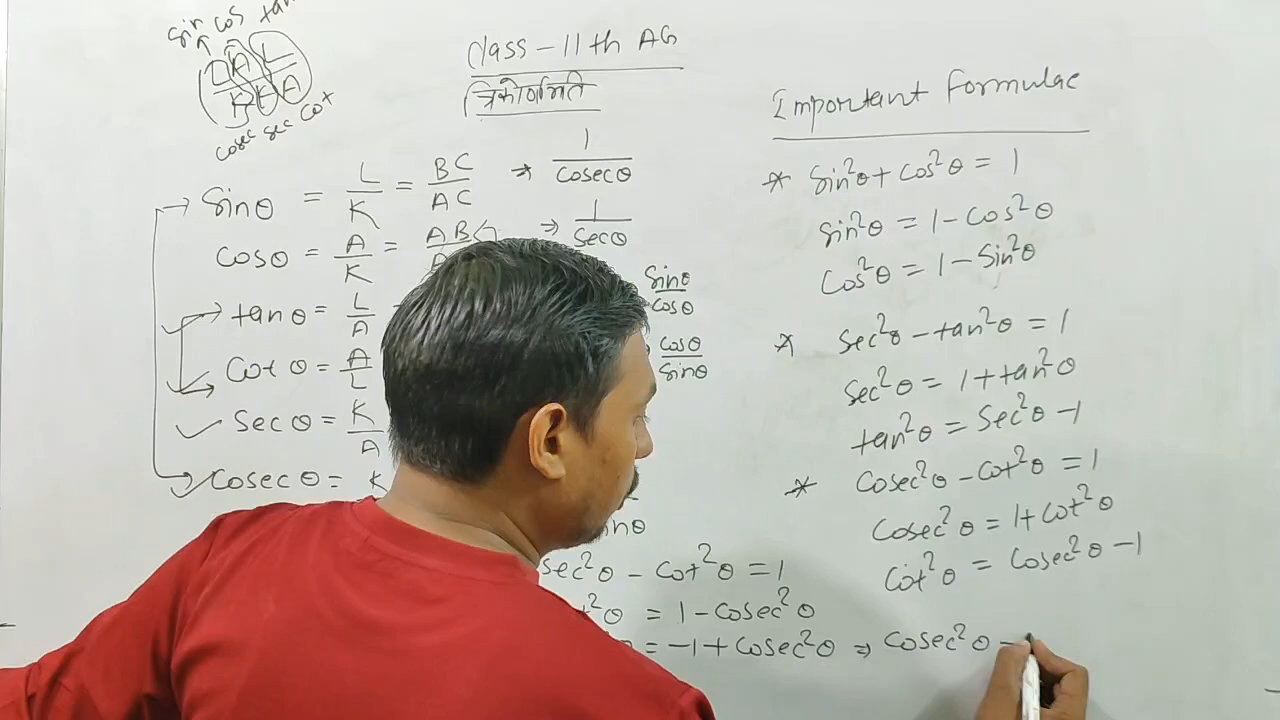 sin cos tan
L A L
K K A
cosec sec cot
Class - 11th AG
त्रिकोणमिति
sinθ = L/K = BC/AC ⇒ 1/cosecθ
cosθ = A/K = AB/A ⇒ 1/secθ
tanθ = L/A sinθ/cosθ
cotθ = A/L cosθ/sinθ
secθ = K/A
cosecθ = K
nθ
sec²θ - cot²θ = 1
t²θ = 1 - cosec²θ
θ = -1 + cosec²θ ⇒ cosec²θ -
Important Formulae
* sin²θ + cos²θ = 1
sin²θ = 1 - cos²θ
cos²θ = 1 - sin²θ
* sec²θ - tan²θ = 1
sec²θ = 1 + tan²θ
tan²θ = sec²θ - 1
* cosec²θ - cot²θ = 1
cosec²θ = 1 + cot²θ
cot²θ = cosec²θ - 1